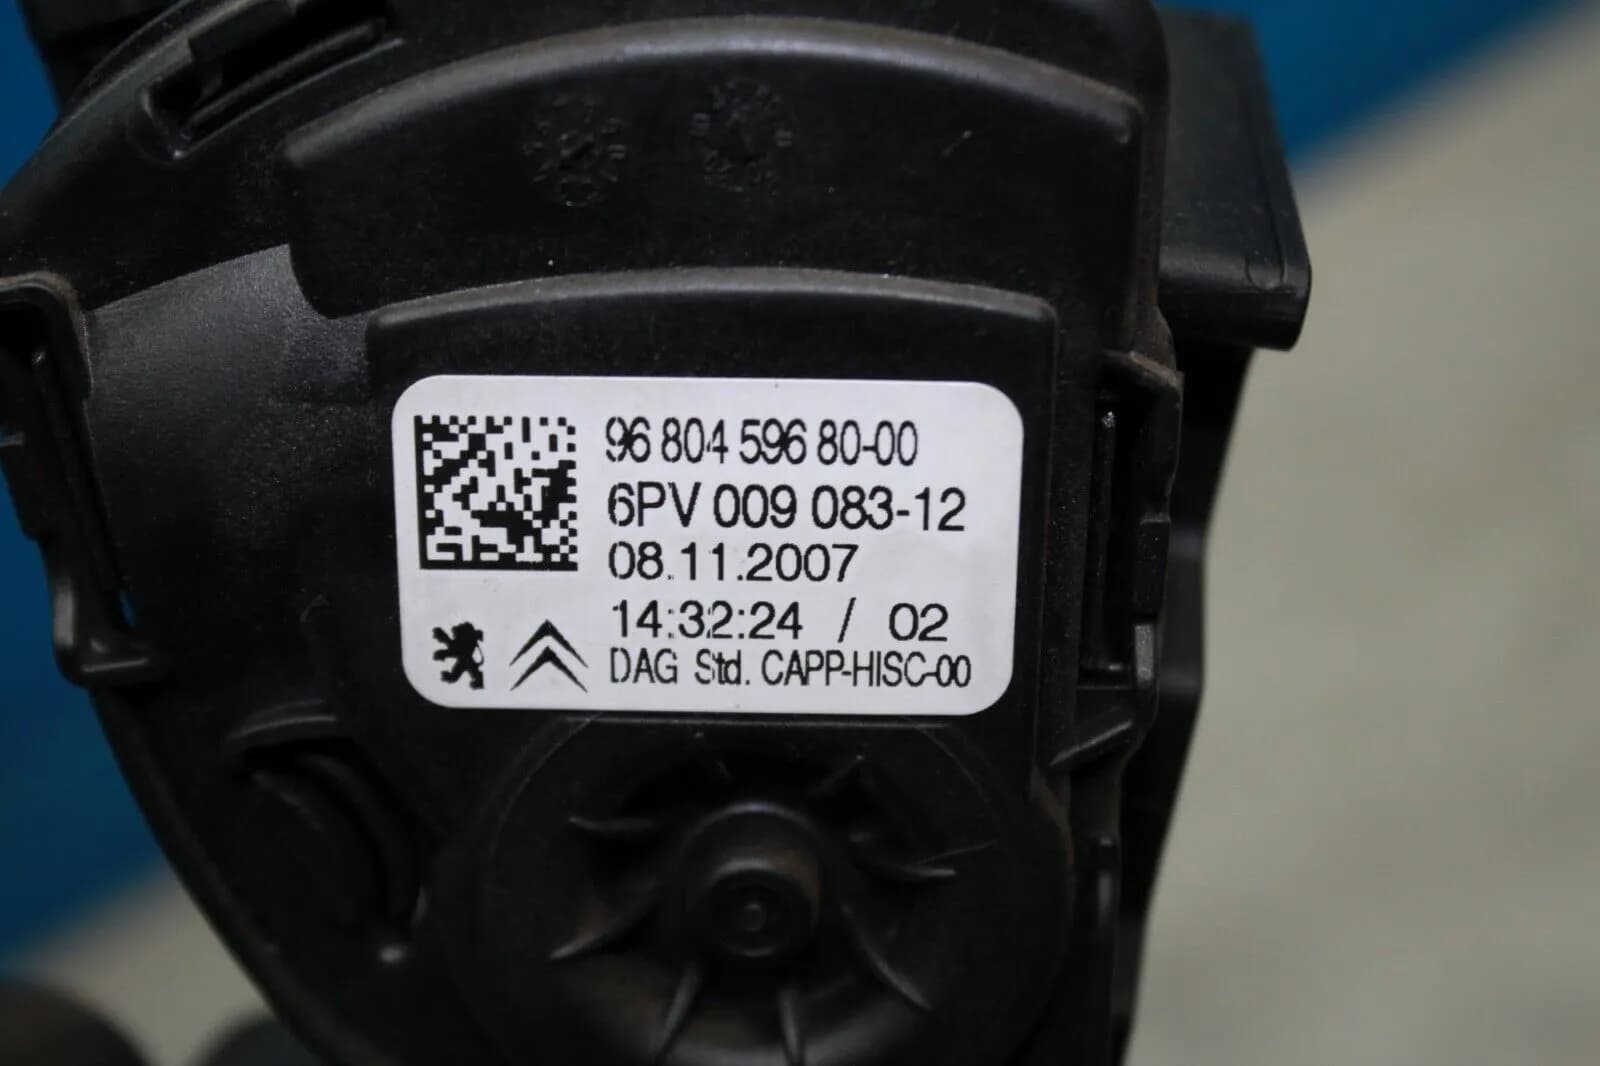 96 804 596 80-00
6PV 009 083-12
08.11.2007
14:32:24 / 02
DAG Std. CAPP-HISC-00